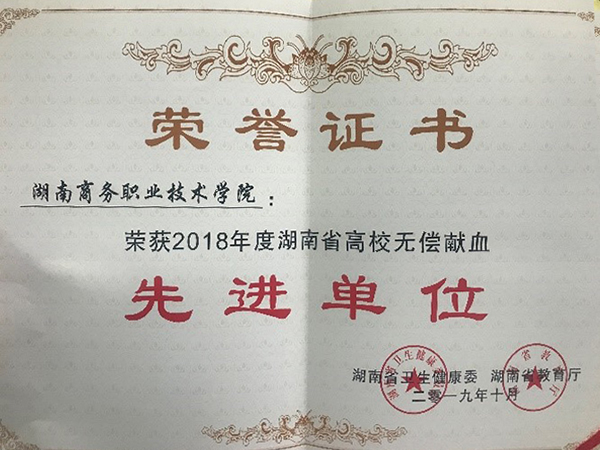 荣誉证书
湖南商务职业技术学院：
荣获2018年度湖南省高校无偿献血
先进单位
湖南省卫生健康委 湖南省教育厅
二零一九年十月